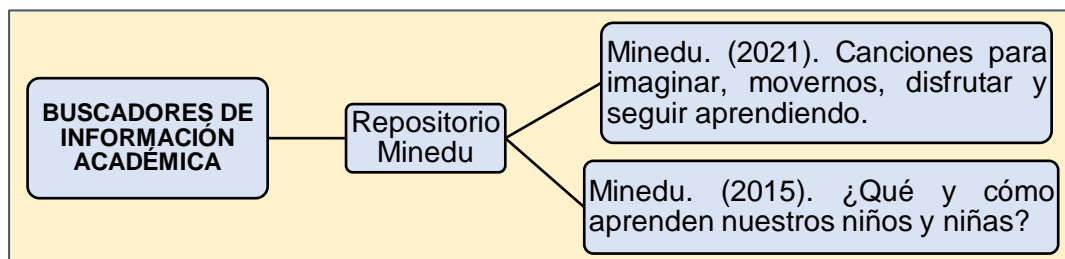 BUSCADORES DE
INFORMACIÓN
ACADÉMICA
Repositorio
Minedu
Minedu. (2021). Canciones para
imaginar, movernos, disfrutar y
seguir aprendiendo.
Minedu. (2015). ¿Qué y cómo
aprenden nuestros niños y niñas?